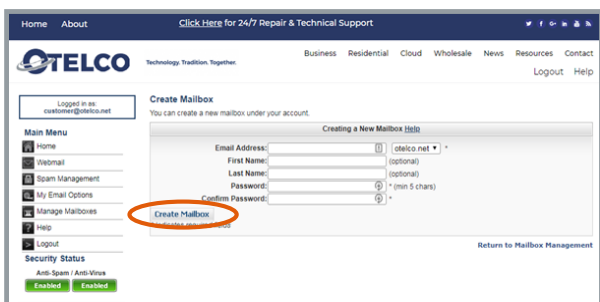 Home About Click Here for 24/7 Repair & Technical Support
OTELCO Technology. Tradition. Together.
Business Residential Cloud Wholesale News Resources Contact
Logout Help
Logged in as:
customer@otelco.net
Main Menu
Home
Webmail
Spam Management
My Email Options
Manage Mailboxes
Help
Logout
Security Status
Anti-Spam / Anti-Virus
Enabled Enabled
Create Mailbox
You can create a new mailbox under your account.
Creating a New Mailbox Help
Email Address: otelco.net *
First Name: (optional)
Last Name: (optional)
Password: * (min 5 chars)
Confirm Password: *
Create Mailbox
* indicates required fields
Return to Mailbox Management